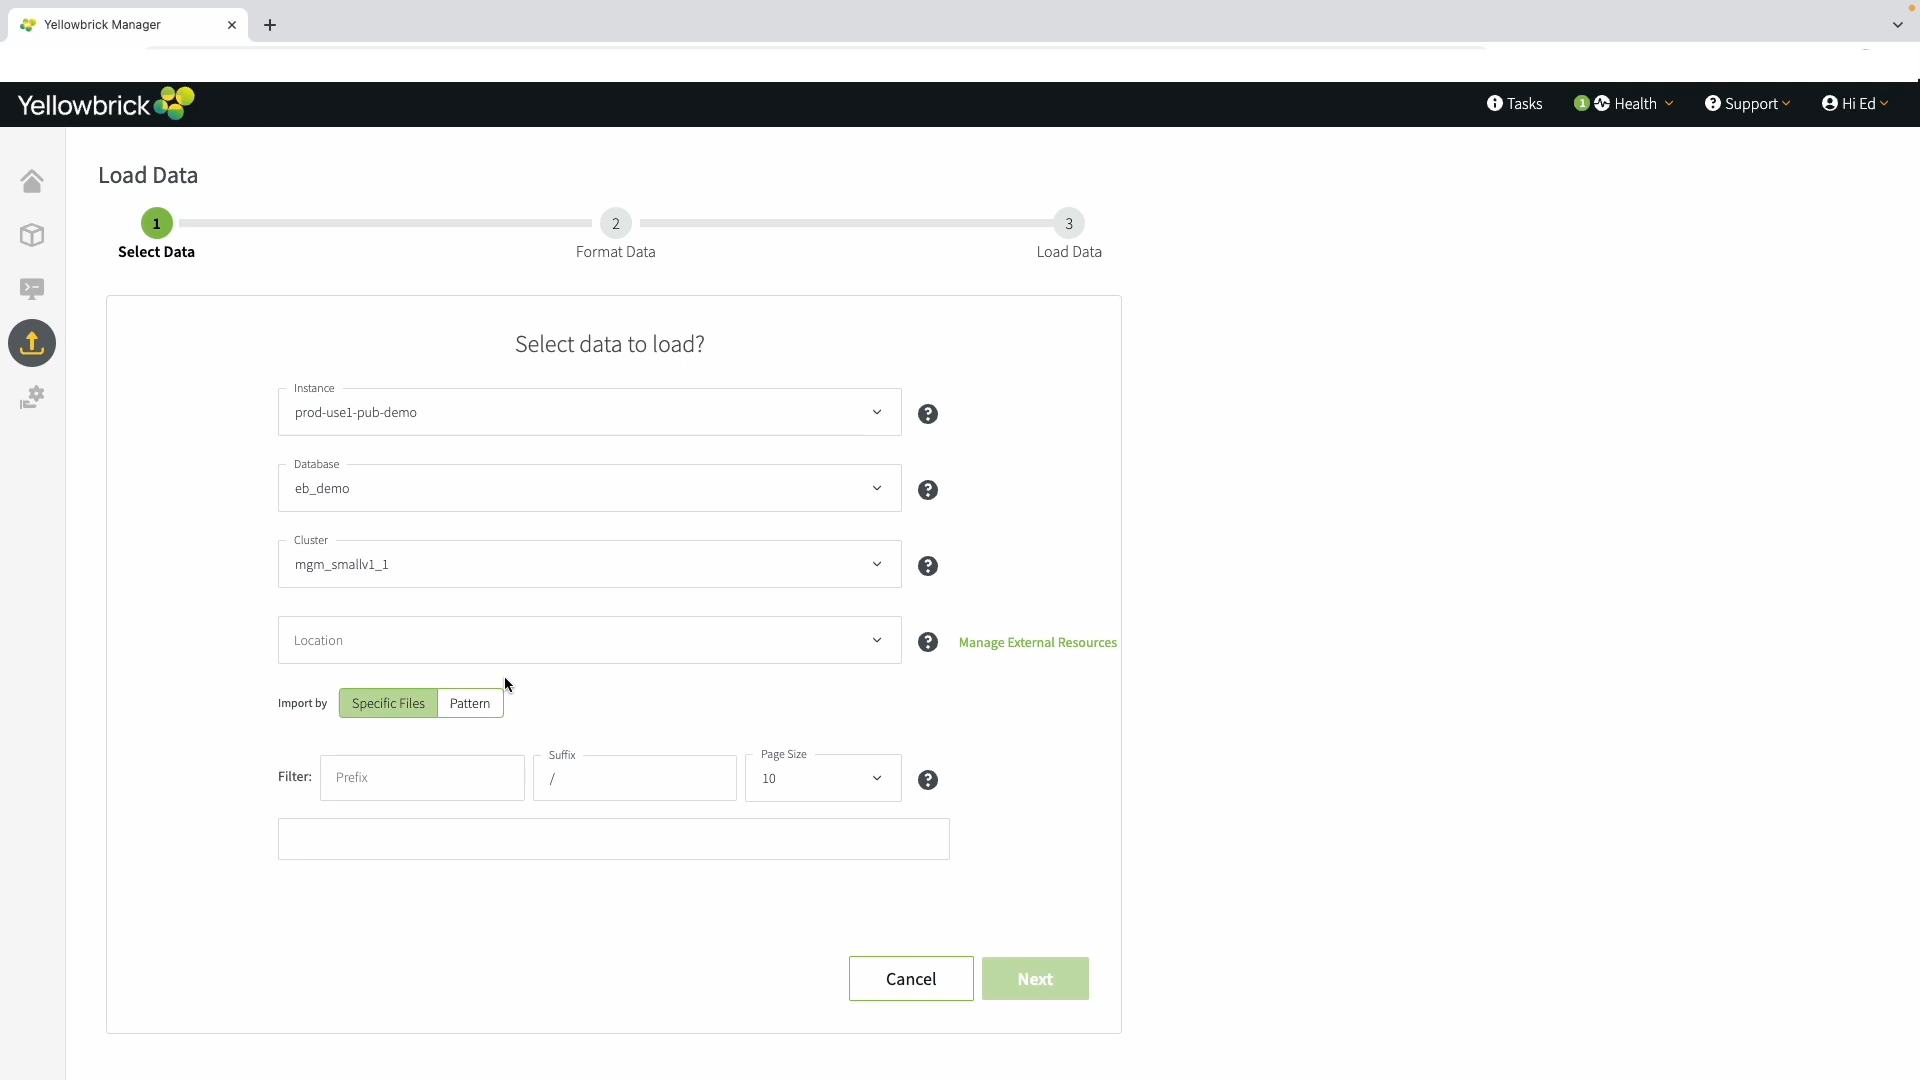 Yellowbrick Manager
Yellowbrick
Tasks
1 Health
Support
Hi Ed
Load Data
1 2 3
Select Data Format Data Load Data
Select data to load?
Instance
prod-use1-pub-demo
Database
eb_demo
Cluster
mgm_smallv1_1
Location
Manage External Resources
Import by Specific Files Pattern
Suffix Page Size
Filter: Prefix / 10
Cancel Next